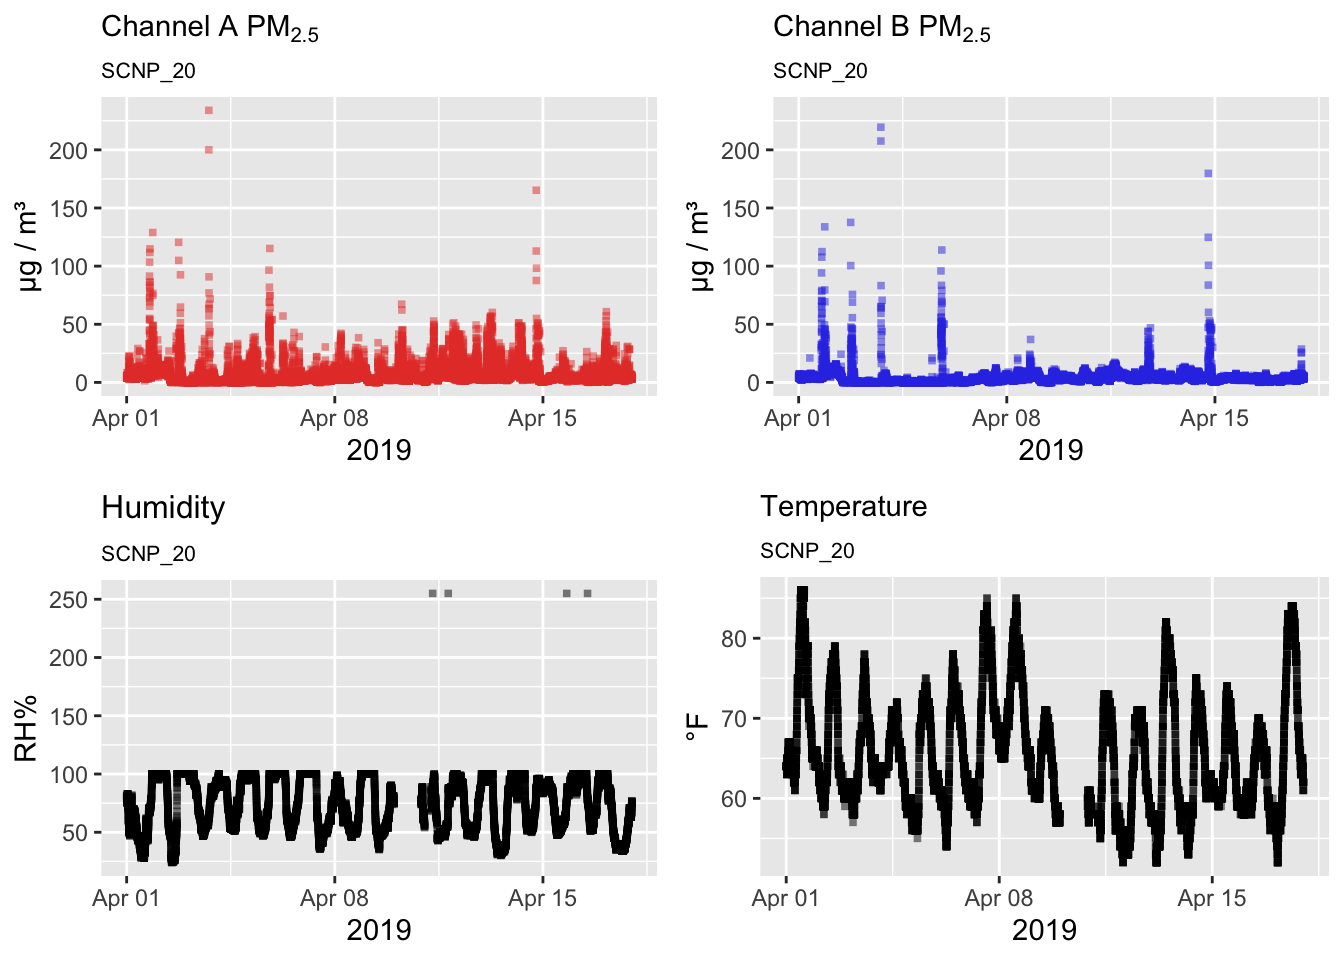 Channel A PM2.5
SCNP_20
200
150
100
50
0
µg / m³
Apr 01 Apr 08 Apr 15
2019
Channel B PM2.5
SCNP_20
200
150
100
50
0
µg / m³
Apr 01 Apr 08 Apr 15
2019
Humidity
SCNP_20
250
200
150
100
50
RH%
Apr 01 Apr 08 Apr 15
2019
Temperature
SCNP_20
80
70
60
°F
Apr 01 Apr 08 Apr 15
2019